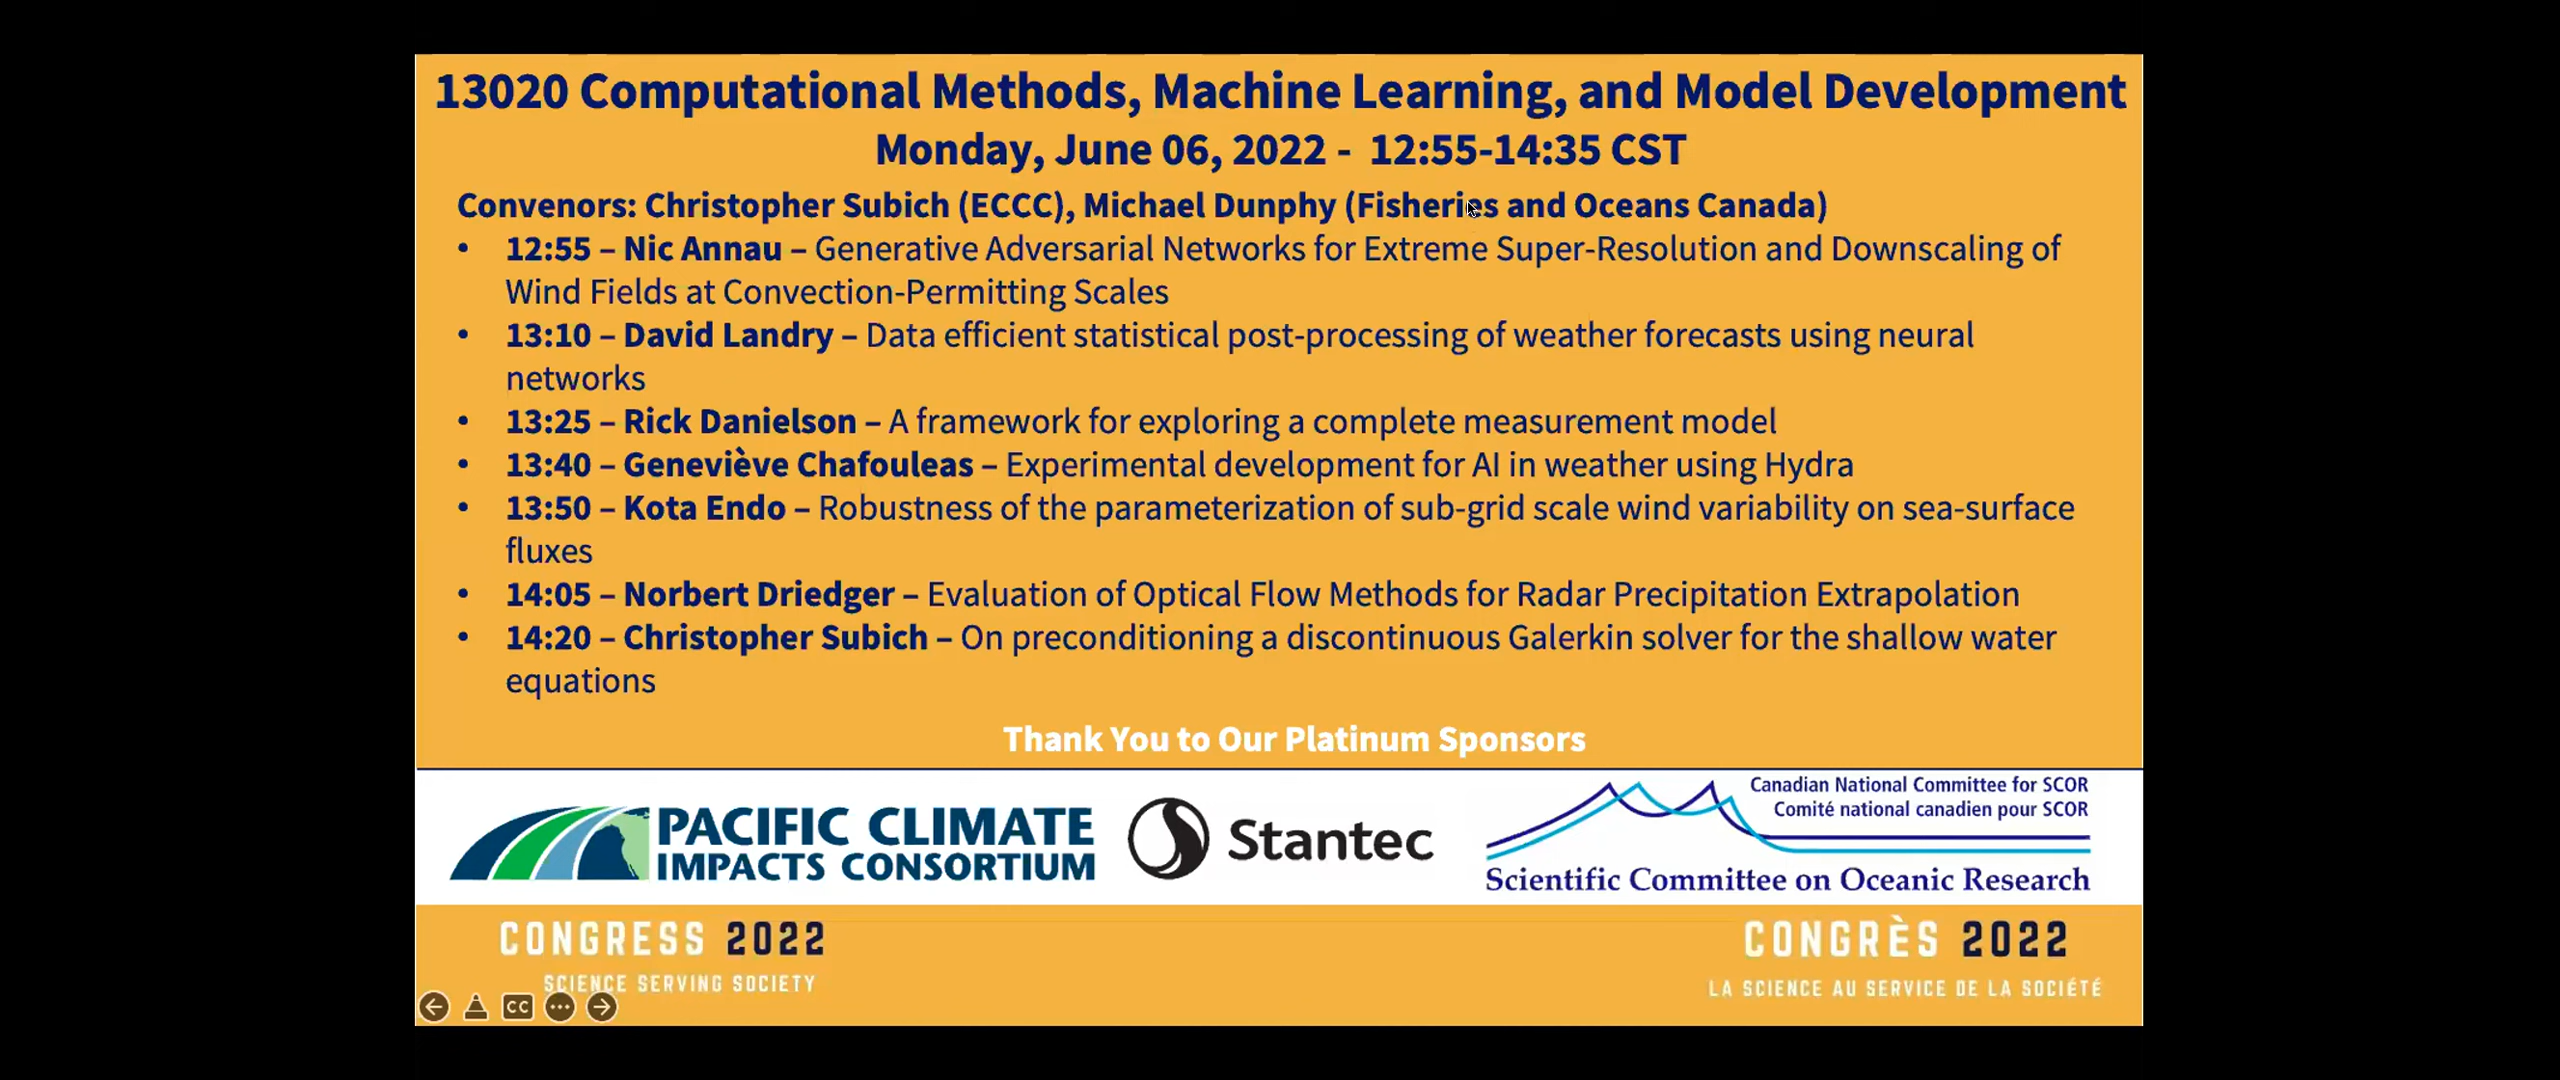 13020 Computational Methods, Machine Learning, and Model Development
Monday, June 06, 2022 - 12:55-14:35 CST
Convenors: Christopher Subich (ECCC), Michael Dunphy (Fisheries and Oceans Canada)
• 12:55 – Nic Annau – Generative Adversarial Networks for Extreme Super-Resolution and Downscaling of
Wind Fields at Convection-Permitting Scales
• 13:10 – David Landry – Data efficient statistical post-processing of weather forecasts using neural
networks
• 13:25 – Rick Danielson – A framework for exploring a complete measurement model
• 13:40 – Geneviève Chafouleas – Experimental development for AI in weather using Hydra
• 13:50 – Kota Endo – Robustness of the parameterization of sub-grid scale wind variability on sea-surface
fluxes
• 14:05 – Norbert Driedger – Evaluation of Optical Flow Methods for Radar Precipitation Extrapolation
• 14:20 – Christopher Subich – On preconditioning a discontinuous Galerkin solver for the shallow water
equations
Thank You to Our Platinum Sponsors
PACIFIC CLIMATE
IMPACTS CONSORTIUM
Stantec
Canadian National Committee for SCOR
Comité national canadien pour SCOR
Scientific Committee on Oceanic Research
CONGRESS 2022
SCIENCE SERVING SOCIETY
CONGRÈS 2022
LA SCIENCE AU SERVICE DE LA SOCIÉTÉ
CC